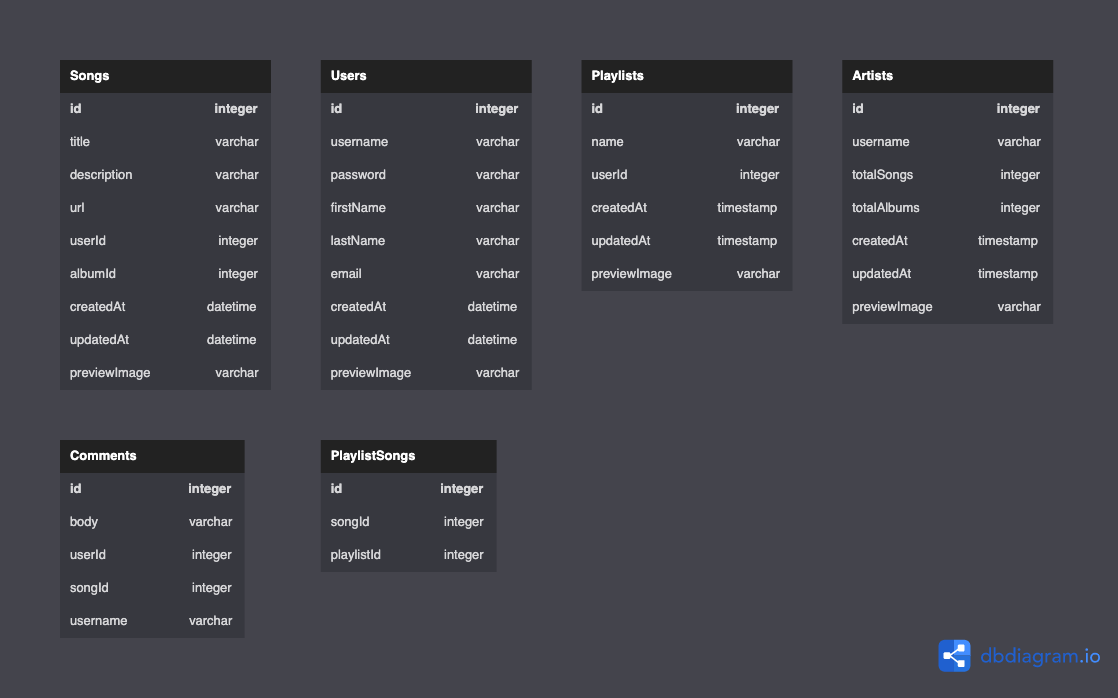 Songs
id integer
title varchar
description varchar
url varchar
userId integer
albumId integer
createdAt datetime
updatedAt datetime
previewImage varchar
Users
id integer
username varchar
password varchar
firstName varchar
lastName varchar
email varchar
createdAt datetime
updatedAt datetime
previewImage varchar
Playlists
id integer
name varchar
userId integer
createdAt timestamp
updatedAt timestamp
previewImage varchar
Artists
id integer
username varchar
totalSongs integer
totalAlbums integer
createdAt timestamp
updatedAt timestamp
previewImage varchar
Comments
id integer
body varchar
userId integer
songId integer
username varchar
PlaylistSongs
id integer
songId integer
playlistId integer
dbdiagram.io